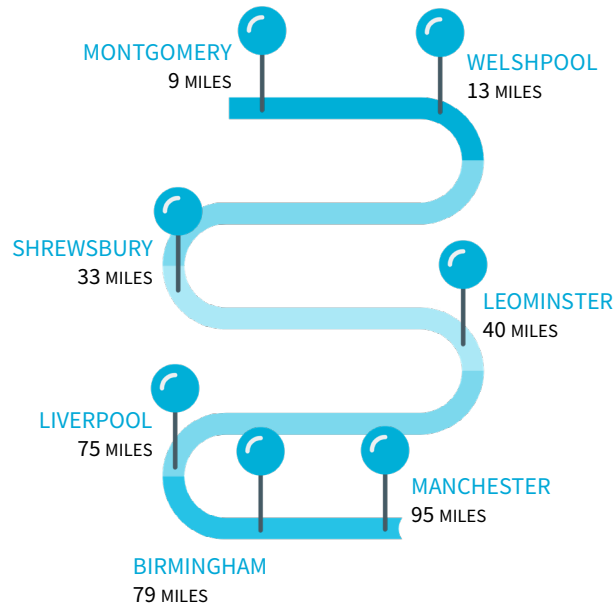 MONTGOMERY
9 MILES
WELSHPOOL
13 MILES
SHREWSBURY
33 MILES
LEOMINSTER
40 MILES
LIVERPOOL
75 MILES
BIRMINGHAM
79 MILES
MANCHESTER
95 MILES